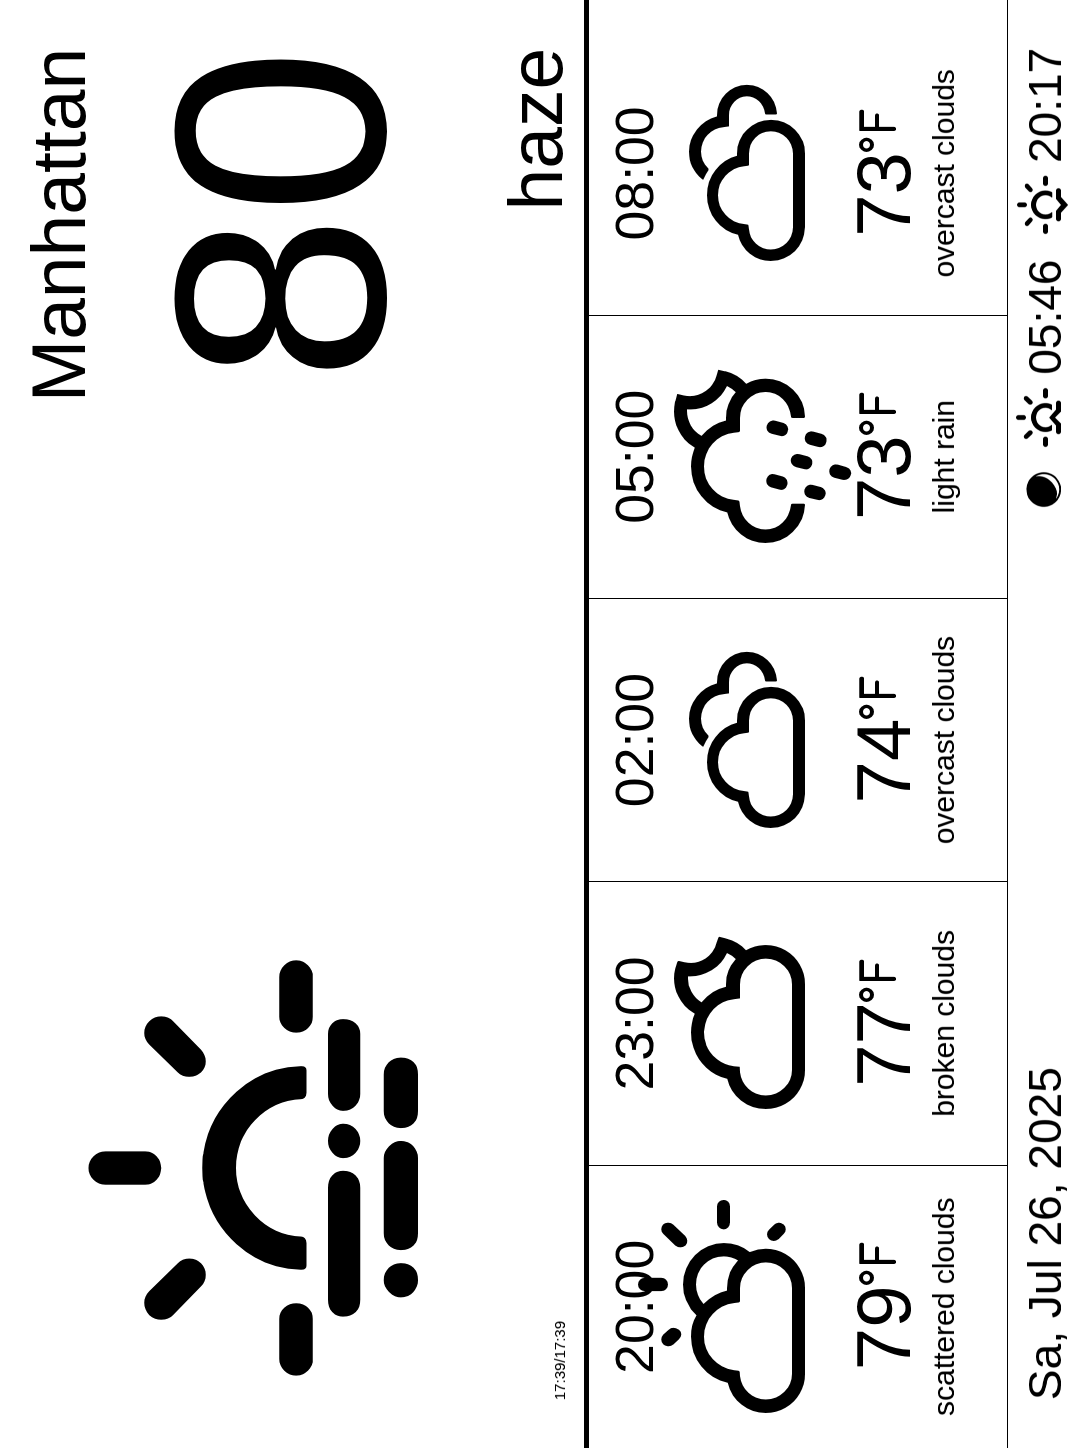 Manhattan
80
haze
17:39/17:39
20:00
79°F
scattered clouds
23:00
77°F
broken clouds
02:00
74°F
overcast clouds
05:00
73°F
light rain
08:00
73°F
overcast clouds
Sa, Jul 26, 2025
05:46
20:17